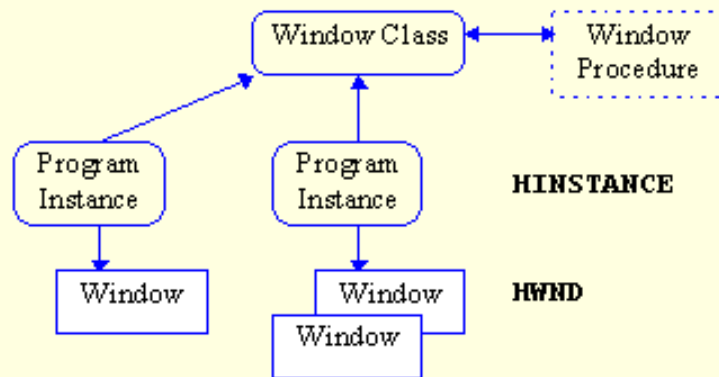 Window Class
Window
Procedure
Program
Instance
Program
Instance
HINSTANCE
Window
Window
HWND
Window